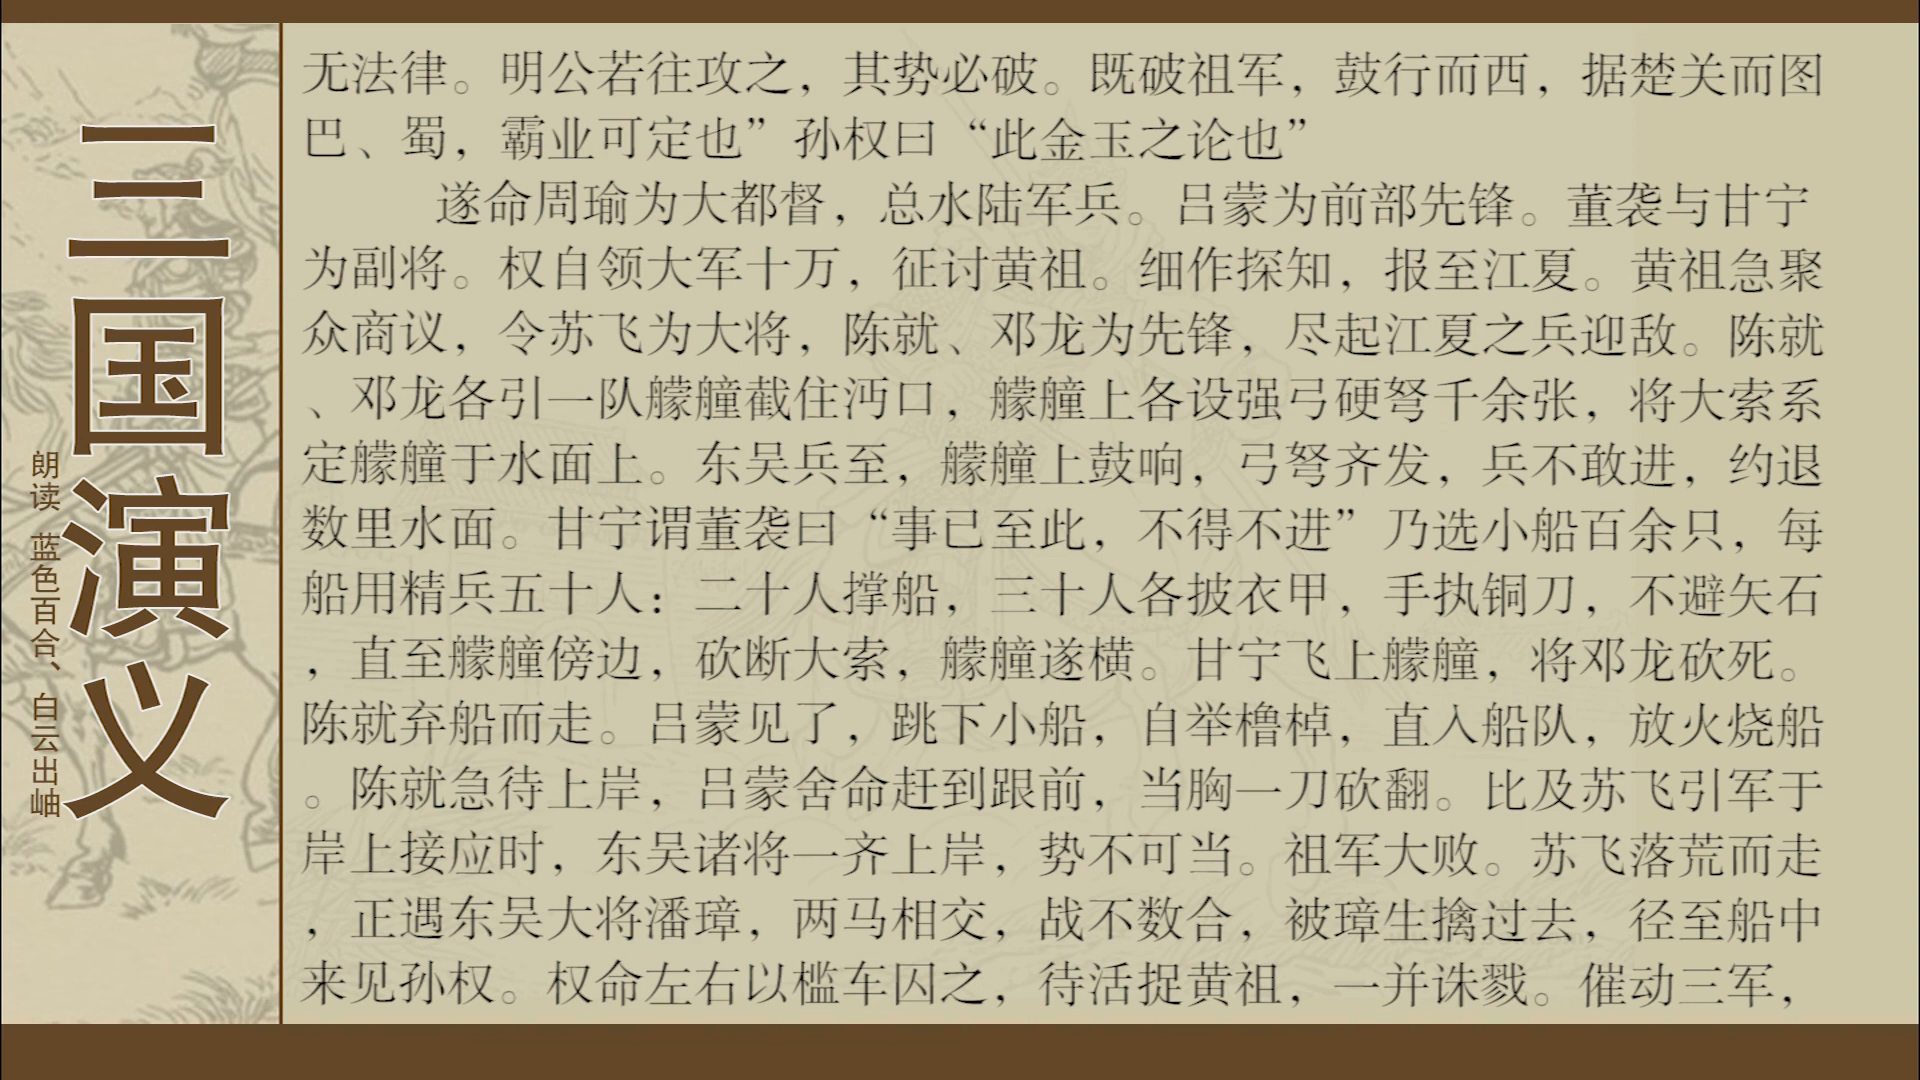 三国演义
朗读 蓝色百合、白云出岫
无法律。明公若往攻之，其势必破。既破祖军，鼓行而西，据楚关而图
巴、蜀，霸业可定也”孙权曰“此金玉之论也”
遂命周瑜为大都督，总水陆军兵。吕蒙为前部先锋。董袭与甘宁
为副将。权自领大军十万，征讨黄祖。细作探知，报至江夏。黄祖急聚
众商议，令苏飞为大将，陈就、邓龙为先锋，尽起江夏之兵迎敌。陈就
、邓龙各引一队艨艟截住沔口，艨艟上各设强弓硬弩千余张，将大索系
定艨艟于水面上。东吴兵至，艨艟上鼓响，弓弩齐发，兵不敢进，约退
数里水面。甘宁谓董袭曰“事已至此，不得不进”乃选小船百余只，每
船用精兵五十人：二十人撑船，三十人各披衣甲，手执铜刀，不避矢石
，直至艨艟傍边，砍断大索，艨艟遂横。甘宁飞上艨艟，将邓龙砍死。
陈就弃船而走。吕蒙见了，跳下小船，自举橹棹，直入船队，放火烧船
。陈就急待上岸，吕蒙舍命赶到跟前，当胸一刀砍翻。比及苏飞引军于
岸上接应时，东吴诸将一齐上岸，势不可当。祖军大败。苏飞落荒而走
，正遇东吴大将潘璋，两马相交，战不数合，被璋生擒过去，径至船中
来见孙权。权命左右以槛车囚之，待活捉黄祖，一并诛戮。催动三军，